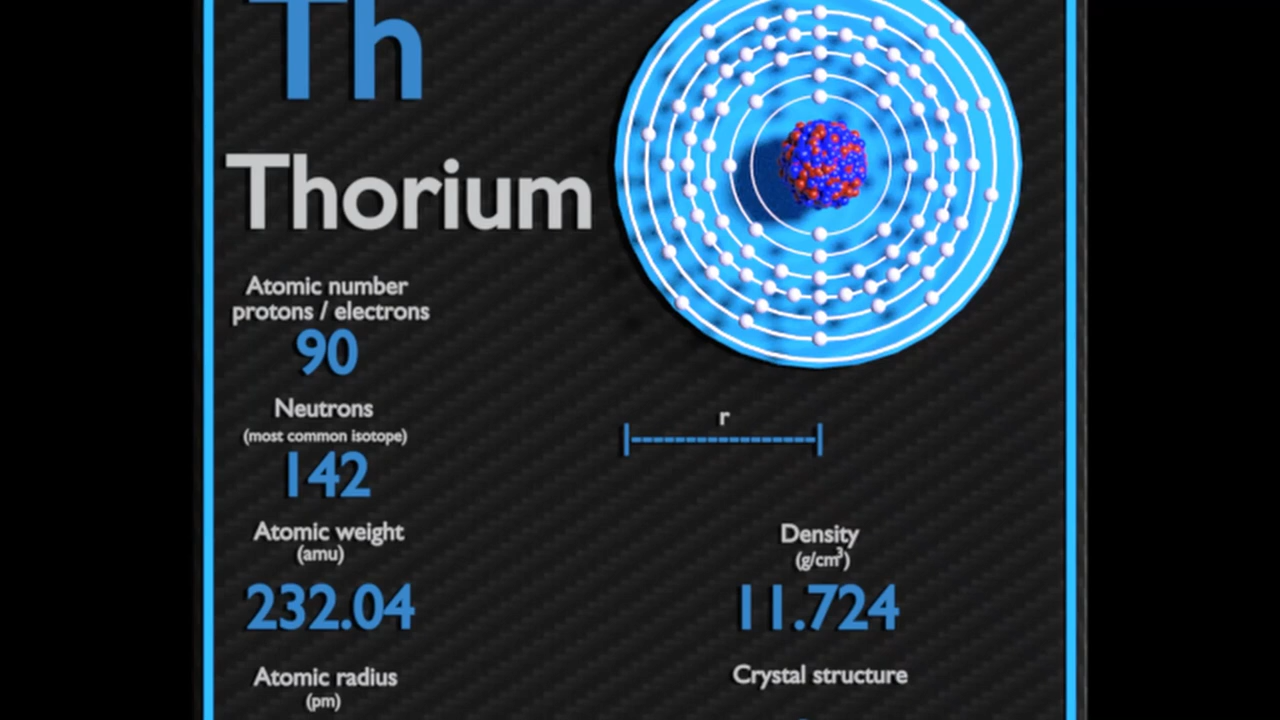 Th
Thorium
Atomic number
protons / electrons
90
Neutrons
(most common isotope)
142
Atomic weight
(amu)
232.04
Atomic radius
(pm)
r
Density
(g/cm³)
11.724
Crystal structure